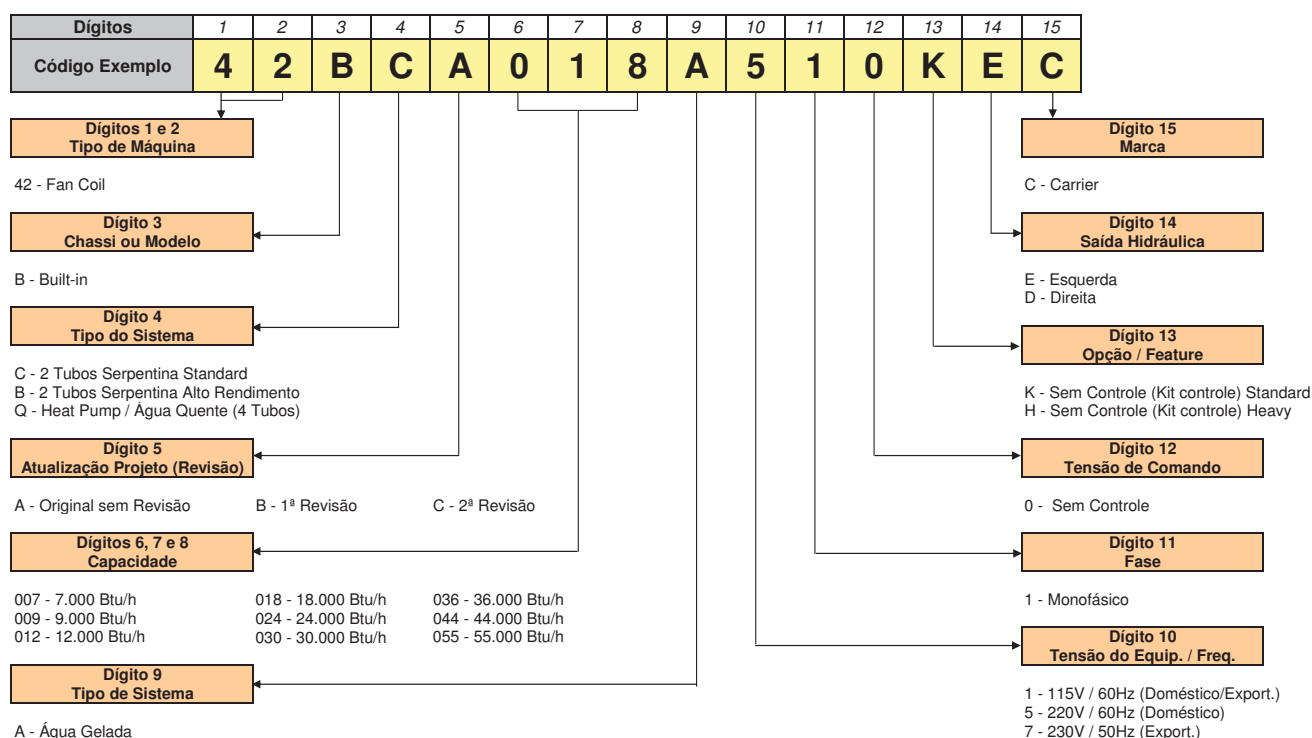 Dígitos 1 2 3 4 5 6 7 8 9 10 11 12 13 14 15
Código Exemplo 4 2 B C A 0 1 8 A 5 1 0 K E C
Dígitos 1 e 2
Tipo de Máquina
42 - Fan Coil
Dígito 3
Chassi ou Modelo
B - Built-in
Dígito 4
Tipo do Sistema
C - 2 Tubos Serpentina Standard
B - 2 Tubos Serpentina Alto Rendimento
Q - Heat Pump / Água Quente (4 Tubos)
Dígito 5
Atualização Projeto (Revisão)
A - Original sem Revisão B - 1ª Revisão C - 2ª Revisão
Dígitos 6, 7 e 8
Capacidade
007 - 7.000 Btu/h 018 - 18.000 Btu/h 036 - 36.000 Btu/h
009 - 9.000 Btu/h 024 - 24.000 Btu/h 044 - 44.000 Btu/h
012 - 12.000 Btu/h 030 - 30.000 Btu/h 055 - 55.000 Btu/h
Dígito 9
Tipo de Sistema
A - Água Gelada
Dígito 15
Marca
C - Carrier
Dígito 14
Saída Hidráulica
E - Esquerda
D - Direita
Dígito 13
Opção / Feature
K - Sem Controle (Kit controle) Standard
H - Sem Controle (Kit controle) Heavy
Dígito 12
Tensão de Comando
0 - Sem Controle
Dígito 11
Fase
1 - Monofásico
Dígito 10
Tensão do Equip. / Freq.
1 - 115V / 60Hz (Doméstico/Export.)
5 - 220V / 60Hz (Doméstico)
7 - 230V / 50Hz (Export.)